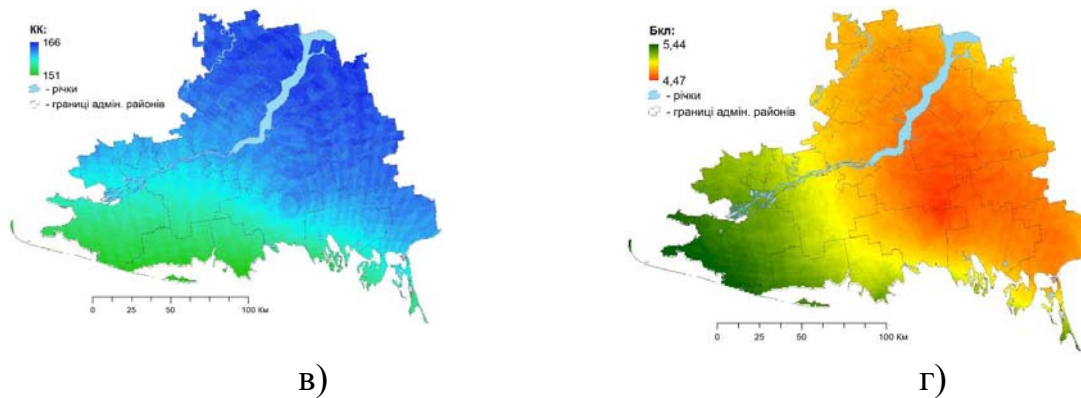 КК:
166
151
- річки
- границі адмін. районів
0 25 50 100 Км
в)
Бкл:
5,44
4,47
- річки
- границі адмін. районів
0 25 50 100 Км
г)